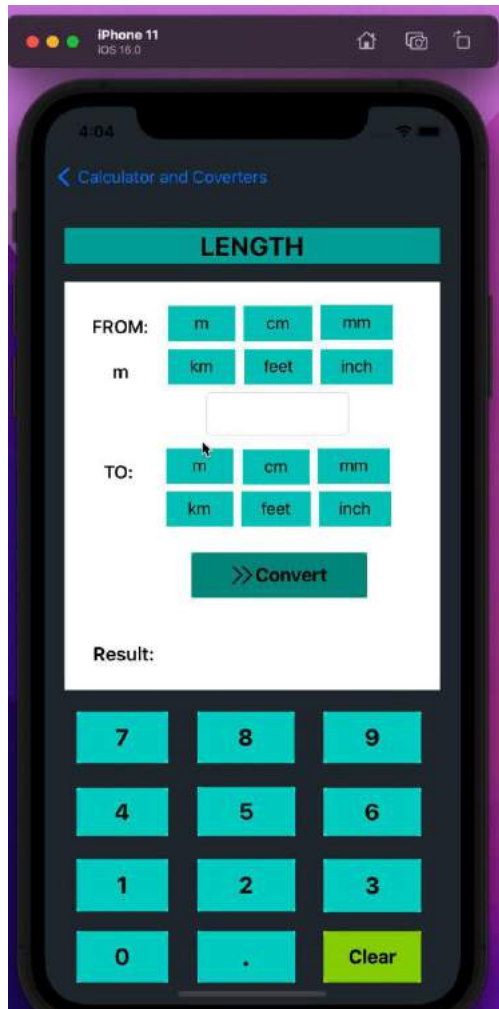 iPhone 11
iOS 16.0
4:04
Calculator and Coverters
LENGTH
FROM: m cm mm
m km feet inch
TO: m cm mm
km feet inch
>> Convert
Result:
7 8 9
4 5 6
1 2 3
0 . Clear